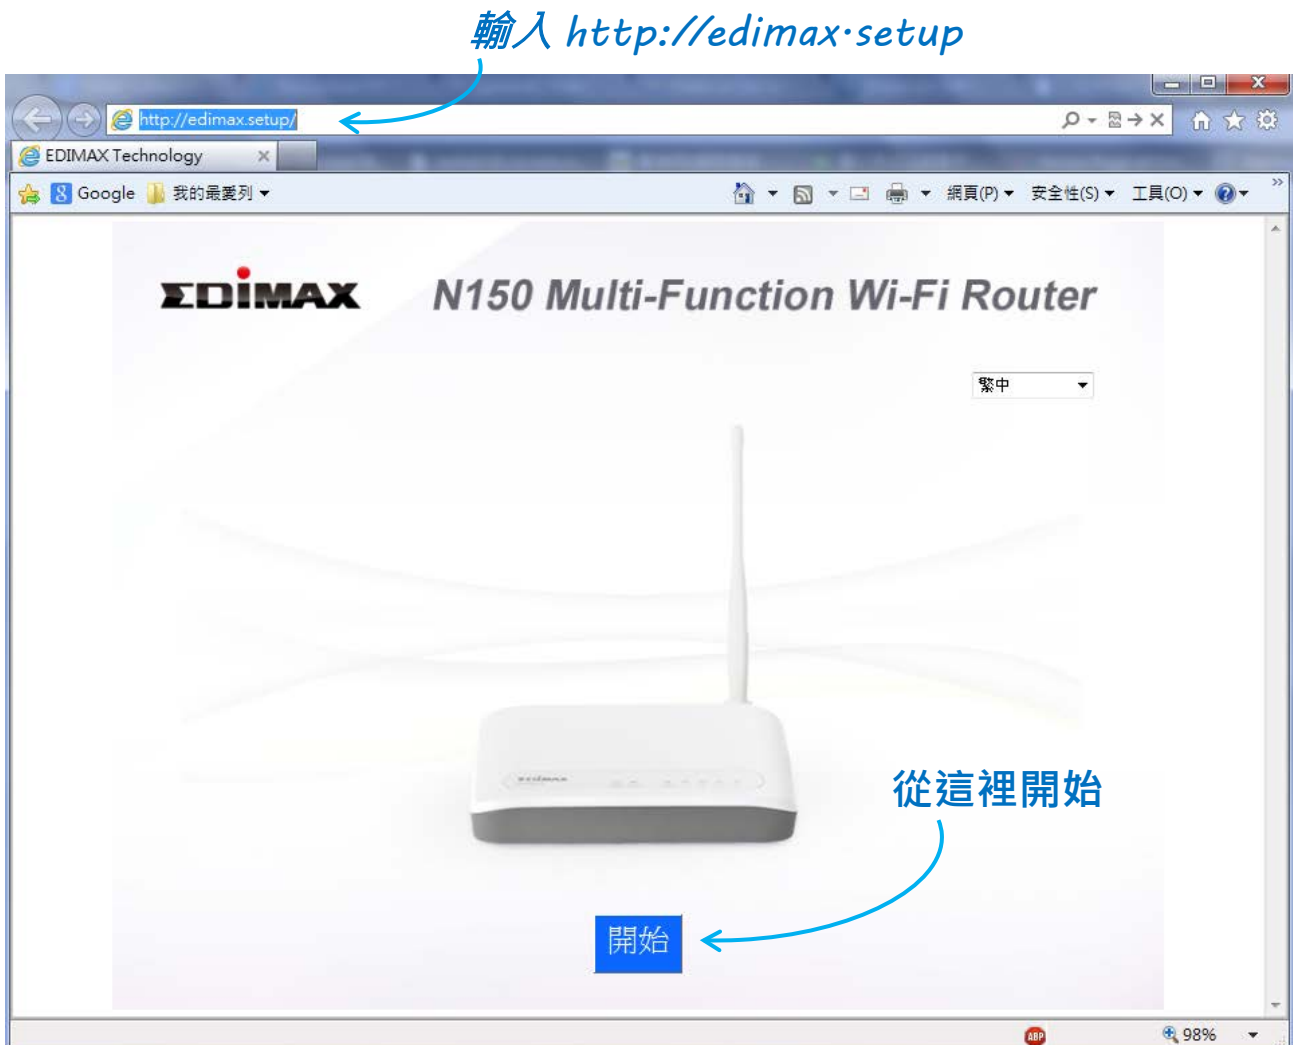 輸入 http://edimax.setup
http://edimax.setup/
EDIMAX Technology
Google 我的最愛列
網頁(P) 安全性(S) 工具(O)
EDIMAX N150 Multi-Function Wi-Fi Router
繁中
EDIMAX
從這裡開始
開始
ABP 98%